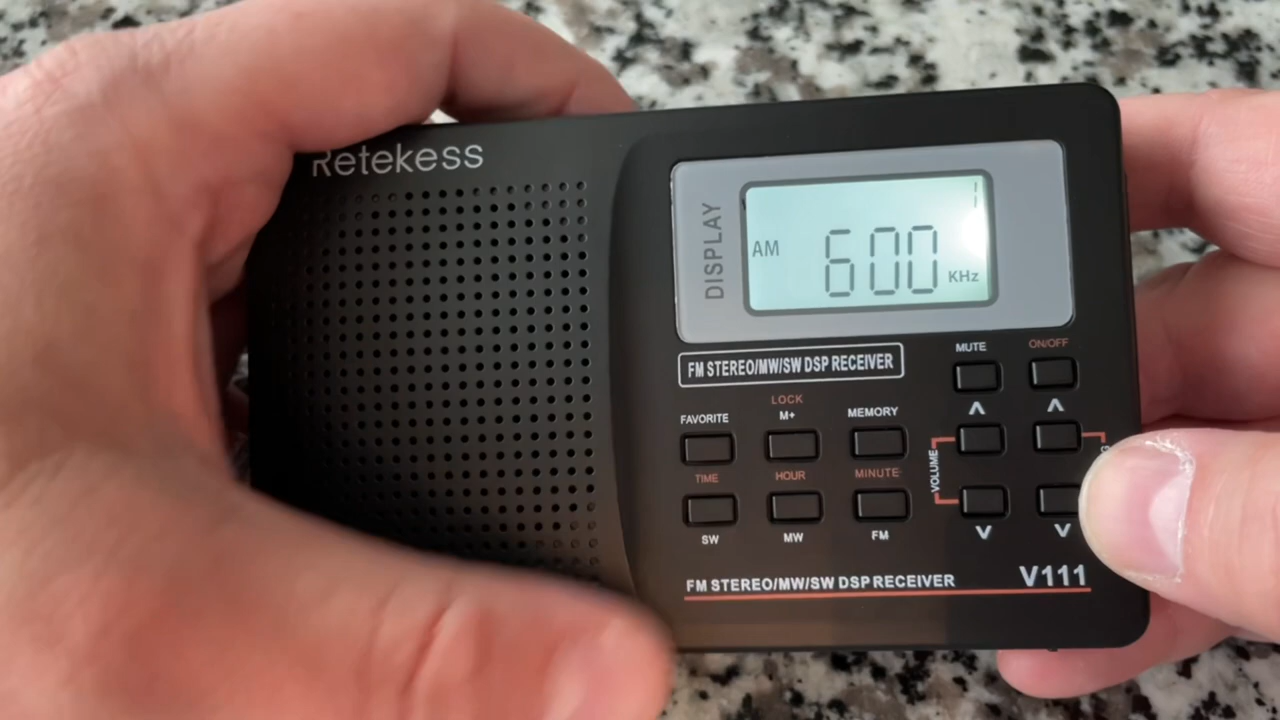 Retekess
DISPLAY
AM 600 KHz
FM STEREO/MW/SW DSP RECEIVER
MUTE ON/OFF
LOCK
FAVORITE M+ MEMORY
VOLUME
TIME HOUR MINUTE
SW MW FM
FM STEREO/MW/SW DSP RECEIVER V111